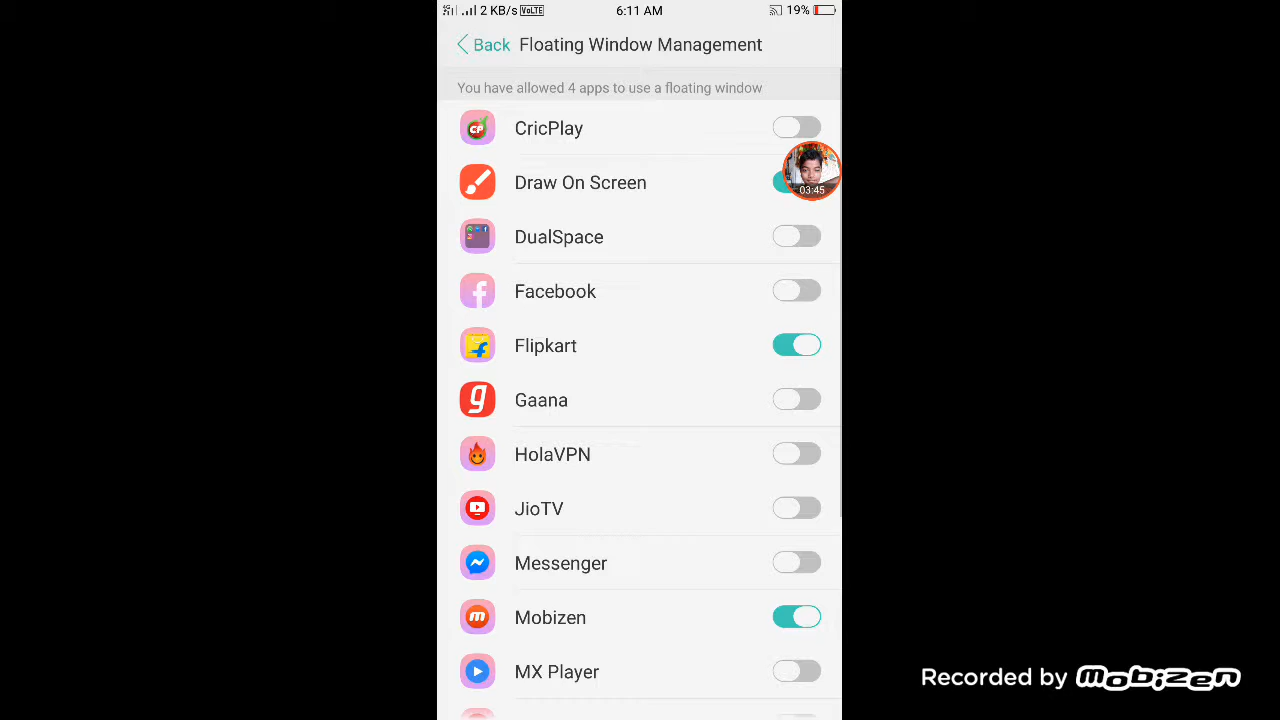 2 KB/s VoLTE 6:11 AM 19%
Back Floating Window Management
You have allowed 4 apps to use a floating window
CricPlay
Draw On Screen
03:45
DualSpace
Facebook
Flipkart
Gaana
HolaVPN
JioTV
Messenger
Mobizen
MX Player
Recorded by mobizen